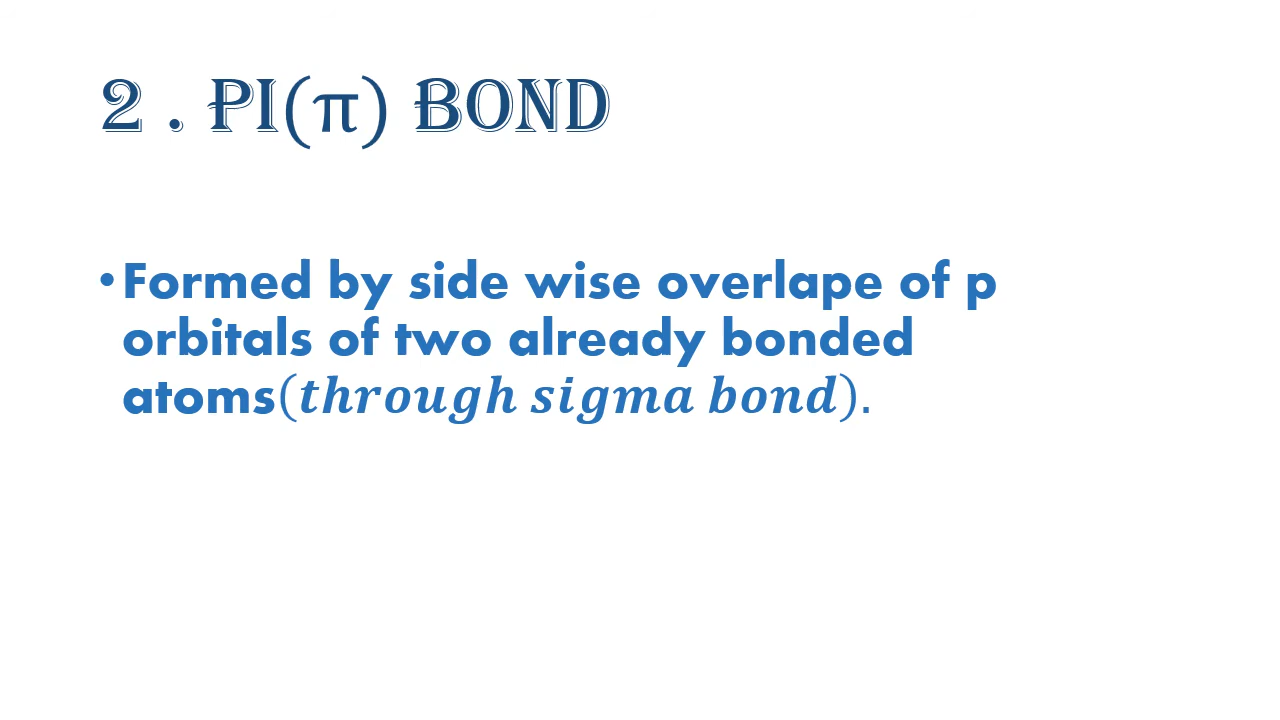 2 . PI(π) BOND
•Formed by side wise overlape of p
orbitals of two already bonded
atoms(through sigma bond).